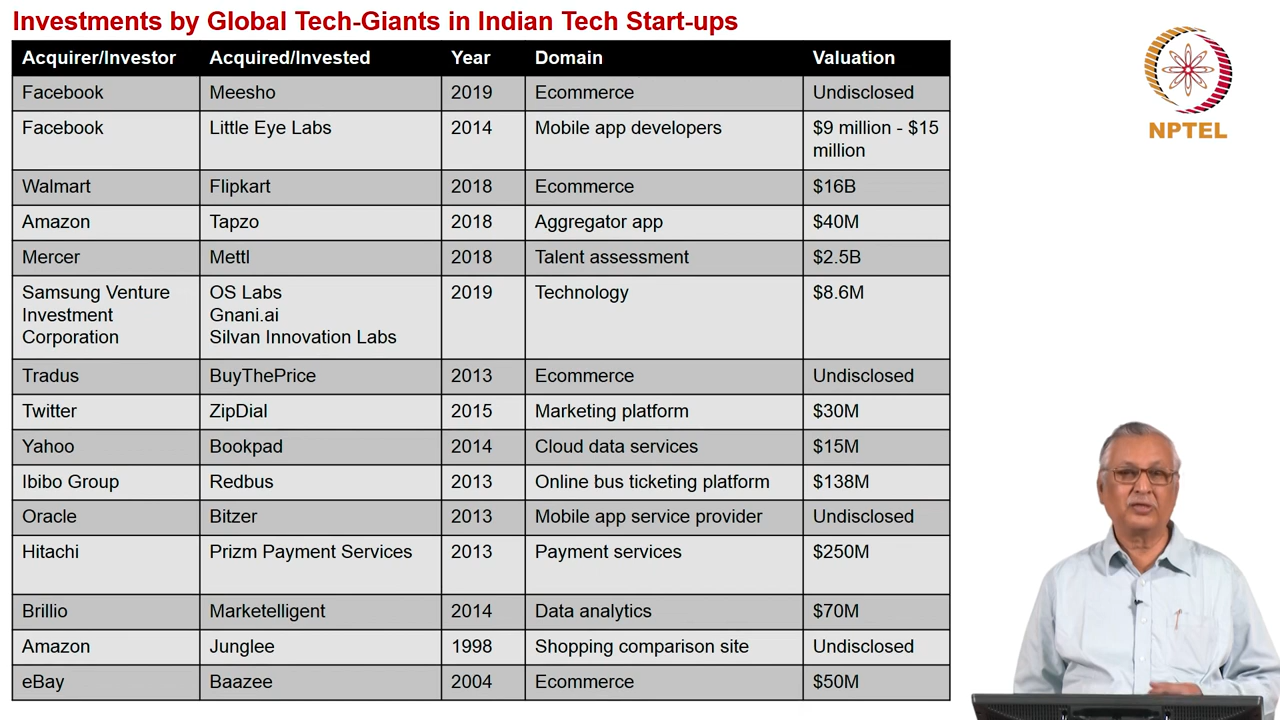 Investments by Global Tech-Giants in Indian Tech Start-ups
Acquirer/Investor Acquired/Invested Year Domain Valuation
Facebook Meesho 2019 Ecommerce Undisclosed
Facebook Little Eye Labs 2014 Mobile app developers $9 million - $15
million
Walmart Flipkart 2018 Ecommerce $16B
Amazon Tapzo 2018 Aggregator app $40M
Mercer Mettl 2018 Talent assessment $2.5B
Samsung Venture OS Labs 2019 Technology $8.6M
Investment Gnani.ai
Corporation Silvan Innovation Labs
Tradus BuyThePrice 2013 Ecommerce Undisclosed
Twitter ZipDial 2015 Marketing platform $30M
Yahoo Bookpad 2014 Cloud data services $15M
Ibibo Group Redbus 2013 Online bus ticketing platform $138M
Oracle Bitzer 2013 Mobile app service provider Undisclosed
Hitachi Prizm Payment Services 2013 Payment services $250M
Brillio Marketelligent 2014 Data analytics $70M
Amazon Junglee 1998 Shopping comparison site Undisclosed
eBay Baazee 2004 Ecommerce $50M
NPTEL